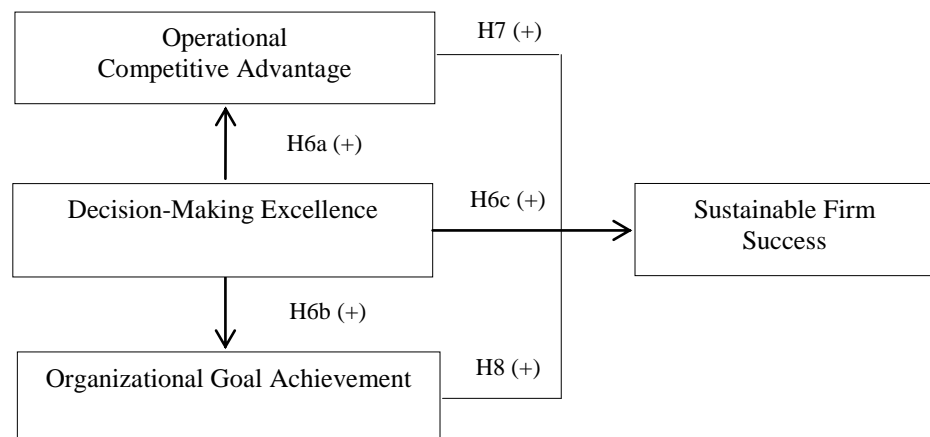 Operational
Competitive Advantage
H7 (+)
H6a (+)
Decision-Making Excellence
H6c (+)
Sustainable Firm
Success
H6b (+)
Organizational Goal Achievement
H8 (+)